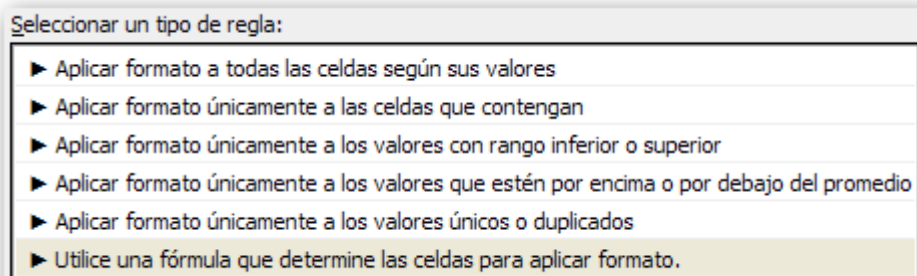 Seleccionar un tipo de regla:
► Aplicar formato a todas las celdas según sus valores
► Aplicar formato únicamente a las celdas que contengan
► Aplicar formato únicamente a los valores con rango inferior o superior
► Aplicar formato únicamente a los valores que estén por encima o por debajo del promedio
► Aplicar formato únicamente a los valores únicos o duplicados
► Utilice una fórmula que determine las celdas para aplicar formato.